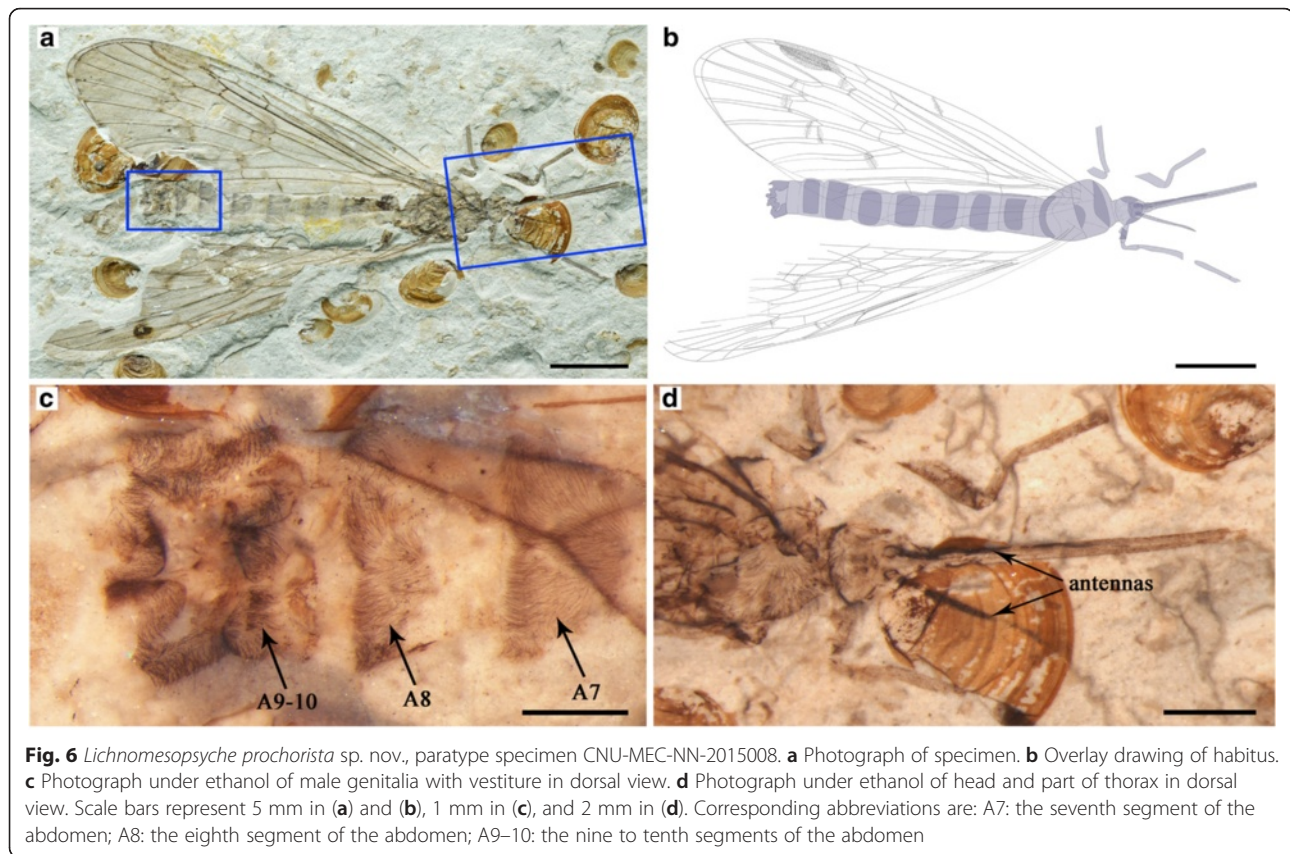 a
b
c
A9-10
A8
A7
d
antennas
Fig. 6 Lichnomesopsyche prochorista sp. nov., paratype specimen CNU-MEC-NN-2015008. a Photograph of specimen. b Overlay drawing of habitus.
c Photograph under ethanol of male genitalia with vestiture in dorsal view. d Photograph under ethanol of head and part of thorax in dorsal
view. Scale bars represent 5 mm in (a) and (b), 1 mm in (c), and 2 mm in (d). Corresponding abbreviations are: A7: the seventh segment of the
abdomen; A8: the eighth segment of the abdomen; A9–10: the nine to tenth segments of the abdomen